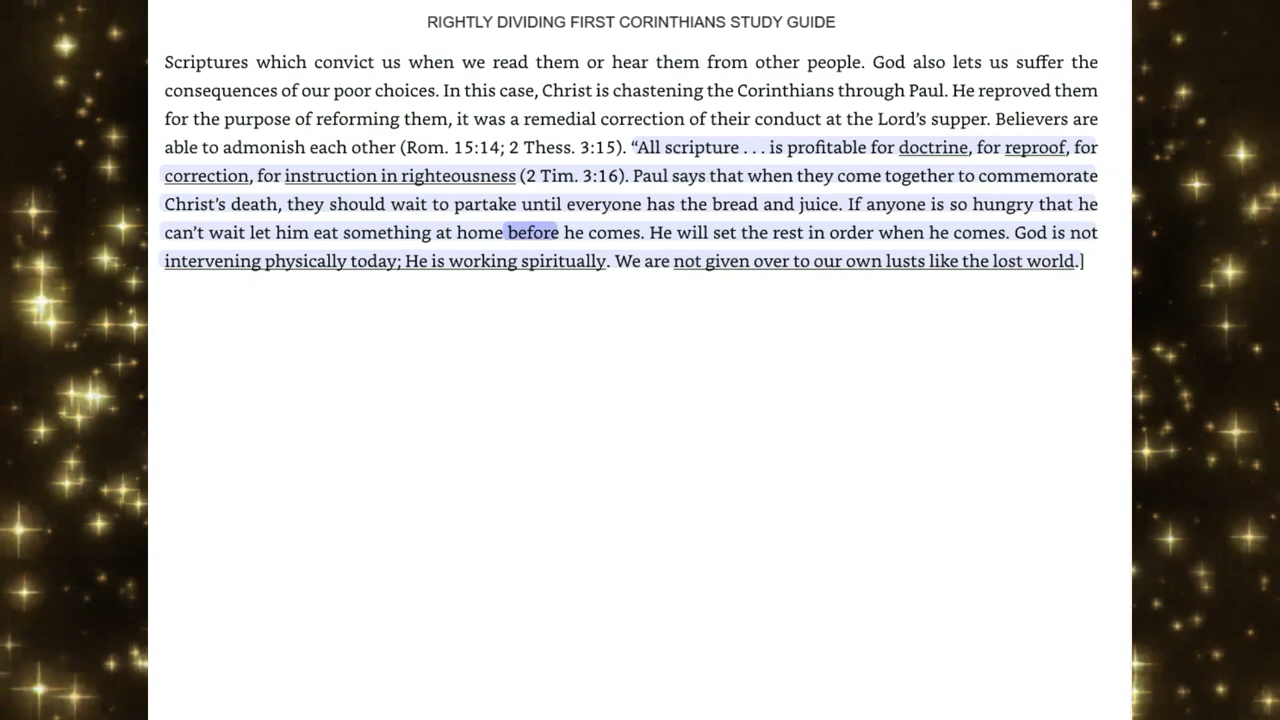 RIGHTLY DIVIDING FIRST CORINTHIANS STUDY GUIDE
Scriptures which convict us when we read them or hear them from other people. God also lets us suffer the
consequences of our poor choices. In this case, Christ is chastening the Corinthians through Paul. He reproved them
for the purpose of reforming them, it was a remedial correction of their conduct at the Lord’s supper. Believers are
able to admonish each other (Rom. 15:14; 2 Thess. 3:15). “All scripture . . . is profitable for doctrine, for reproof, for
correction, for instruction in righteousness (2 Tim. 3:16). Paul says that when they come together to commemorate
Christ’s death, they should wait to partake until everyone has the bread and juice. If anyone is so hungry that he
can’t wait let him eat something at home before he comes. He will set the rest in order when he comes. God is not
intervening physically today; He is working spiritually. We are not given over to our own lusts like the lost world.]